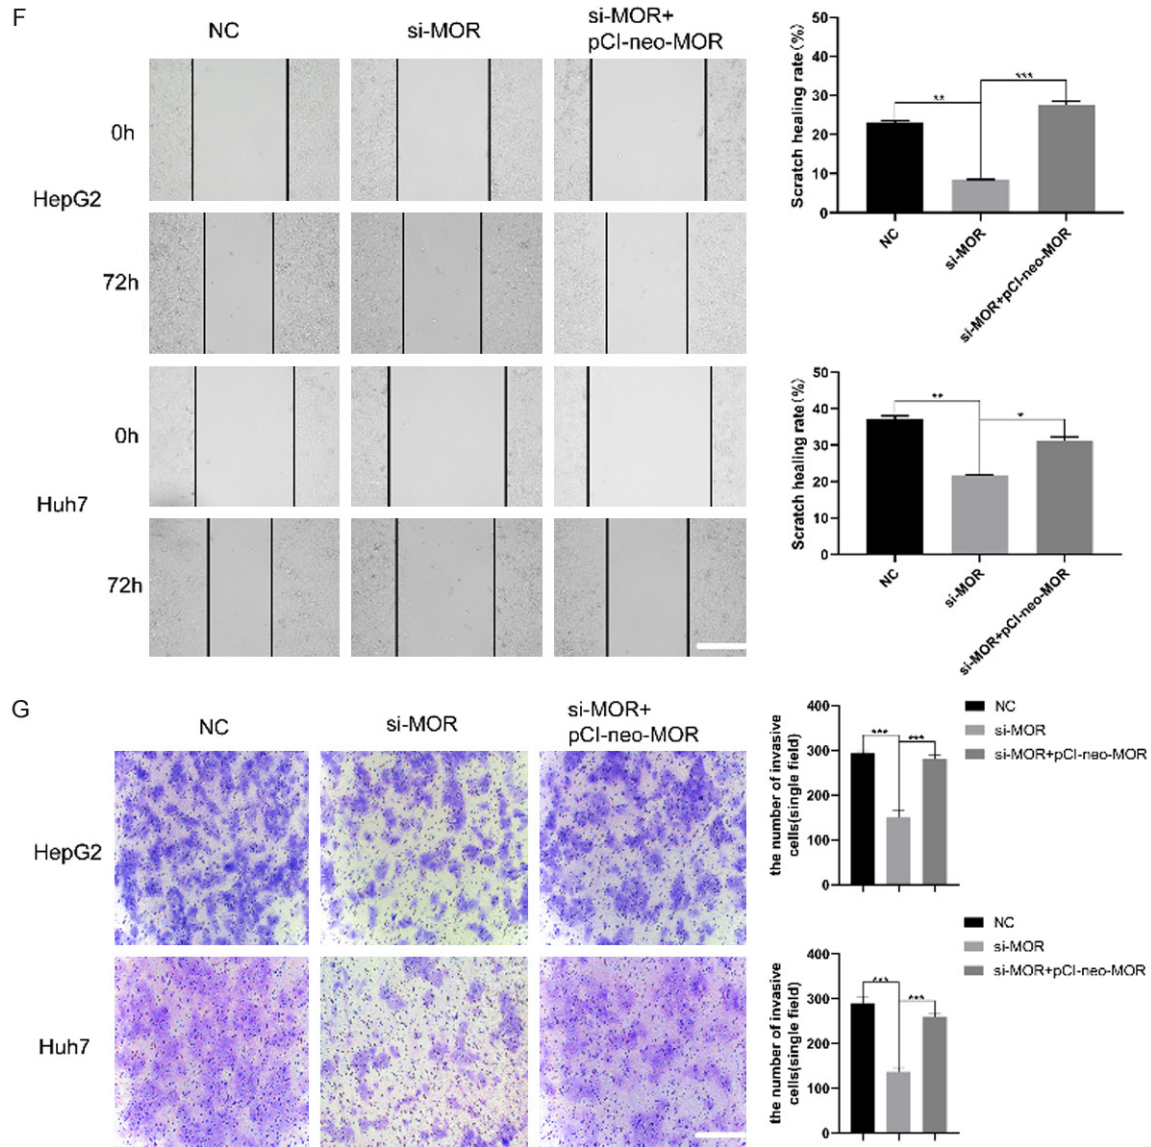 F
NC
si-MOR
si-MOR+
pCI-neo-MOR
0h
HepG2
72h
0h
Huh7
72h
Scratch healing rate(%)
50
40
30
20
10
0
**
***
NC
si-MOR
si-MOR+pCI-neo-MOR
Scratch healing rate(%)
50
40
30
20
10
0
**
*
NC
si-MOR
si-MOR+pCI-neo-MOR
G
NC
si-MOR
si-MOR+
pCI-neo-MOR
HepG2
Huh7
the number of invasive
cells(single field)
400
300
200
100
0
***
***
NC
si-MOR
si-MOR+pCI-neo-MOR
the number of invasive
cells(single field)
400
300
200
100
0
***
***
NC
si-MOR
si-MOR+pCI-neo-MOR